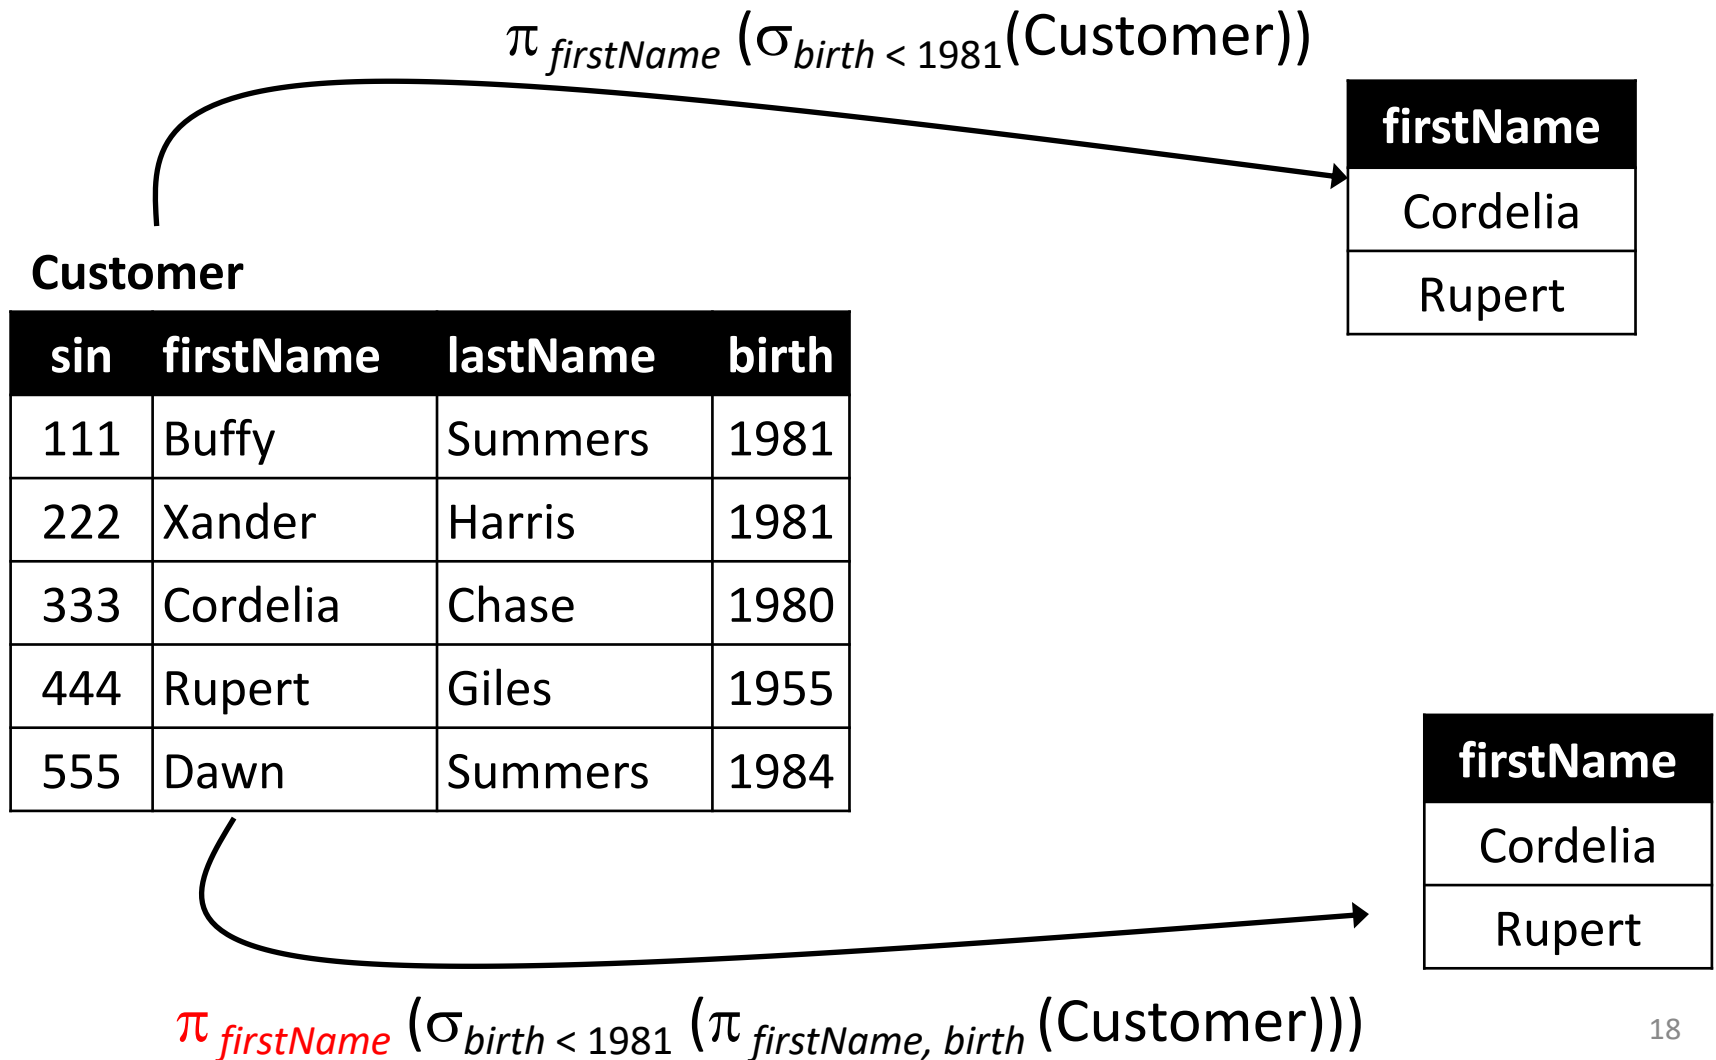 π firstName (σbirth < 1981(Customer))
firstName
Cordelia
Rupert
Customer
sin firstName lastName birth
111 Buffy Summers 1981
222 Xander Harris 1981
333 Cordelia Chase 1980
444 Rupert Giles 1955
555 Dawn Summers 1984
firstName
Cordelia
Rupert
π firstName (σbirth < 1981 (π firstName, birth (Customer)))
18